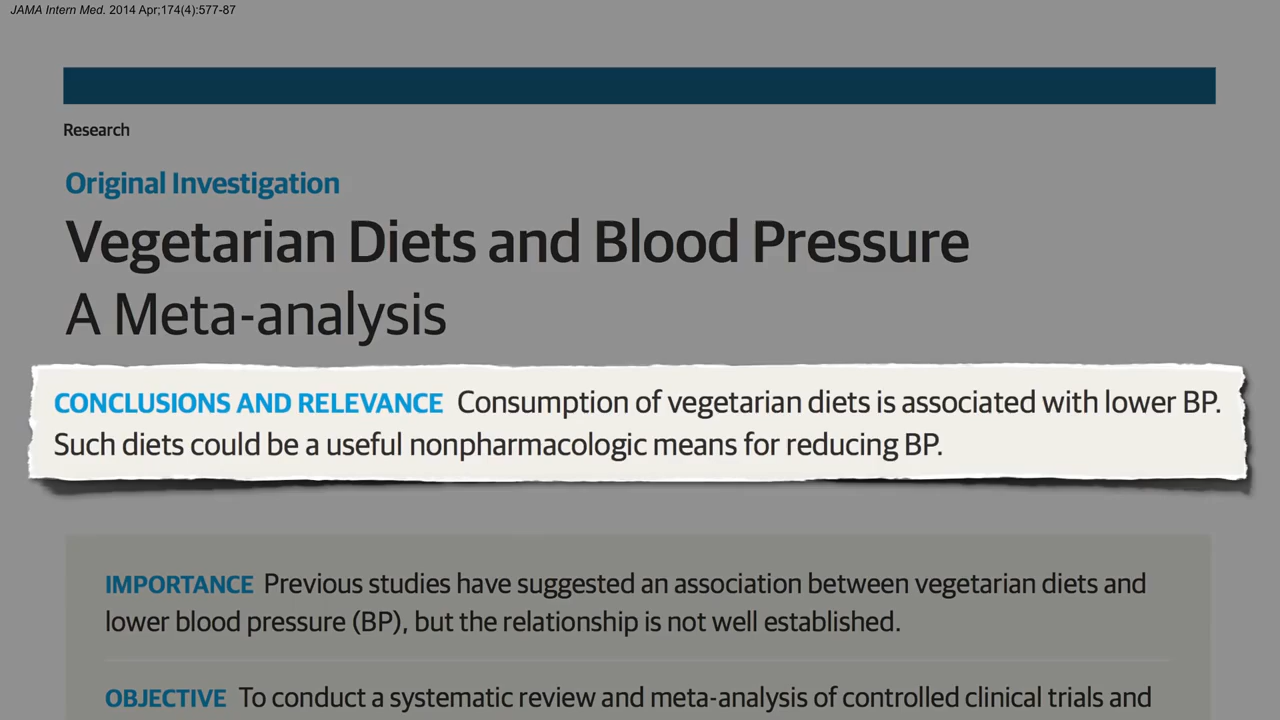 JAMA Intern Med. 2014 Apr;174(4):577-87
Research
Original Investigation
Vegetarian Diets and Blood Pressure
A Meta-analysis
CONCLUSIONS AND RELEVANCE Consumption of vegetarian diets is associated with lower BP.
Such diets could be a useful nonpharmacologic means for reducing BP.
IMPORTANCE Previous studies have suggested an association between vegetarian diets and
lower blood pressure (BP), but the relationship is not well established.
OBJECTIVE To conduct a systematic review and meta-analysis of controlled clinical trials and